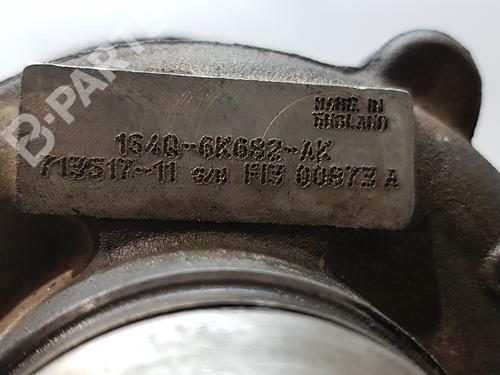 B-PARTS
MADE IN
ENGLAND
1S4Q-6K682-AK
713517-11 S/N F13 00873 A